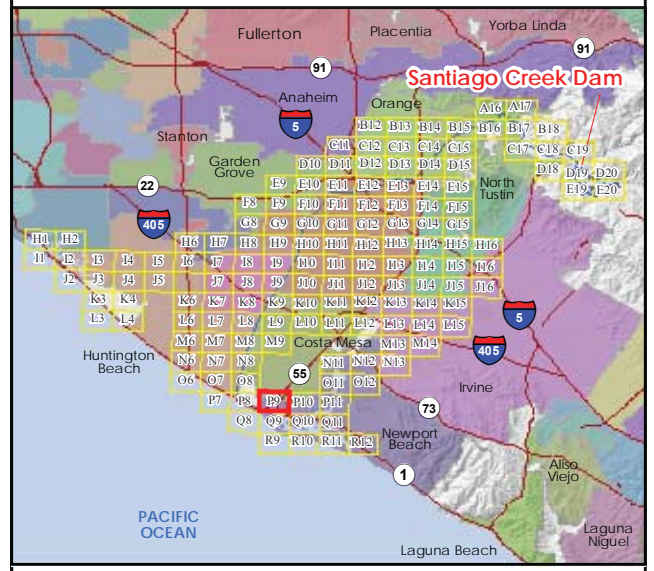 Fullerton
Placentia
Yorba Linda
91
91
Santiago Creek Dam
Anaheim
Orange
A16 A17
5
B12 B13 B14 B15 B16 B17 B18
Stanton
C11 C12 C13 C14 C15 C17 C18 C19
Garden
Grove
D10 D11 D12 D13 D14 D15 D18 D19 D20
22
E9 E10 E11 E12 E13 E14 E15 E19 E20
North
Tustin
F8 F9 F10 F11 F12 F13 F14 F15
405
G8 G9 G10 G11 G12 G13 G14 G15
H1 H2 H6 H7 H8 H9 H10 H11 H12 H13 H14 H15 H16
I1 I2 I3 I4 I5 I6 I7 I8 I9 I10 I11 I12 I13 I14 I15 I16
J2 J3 J4 J5 J6 J7 J8 J9 J10 J11 J12 J13 J14 J15 J16
K3 K4 K6 K7 K8 K9 K10 K11 K12 K13 K14 K15
5
L3 L4 L6 L7 L8 L9 L10 L11 L12 L13 L14 L15
M6 M7 M8 M9 Costa Mesa M13 M14
405
Huntington
Beach
N6 N7 N8 N11 N12 N13
O6 O7 O8 55 O11 O12
Irvine
P7 P8 P9 P10 P11
73
Q8 Q9 Q10 Q11
Newport
Beach
R9 R10 R11 R12
1
Aliso
Viejo
PACIFIC
OCEAN
Laguna
Niguel
Laguna Beach